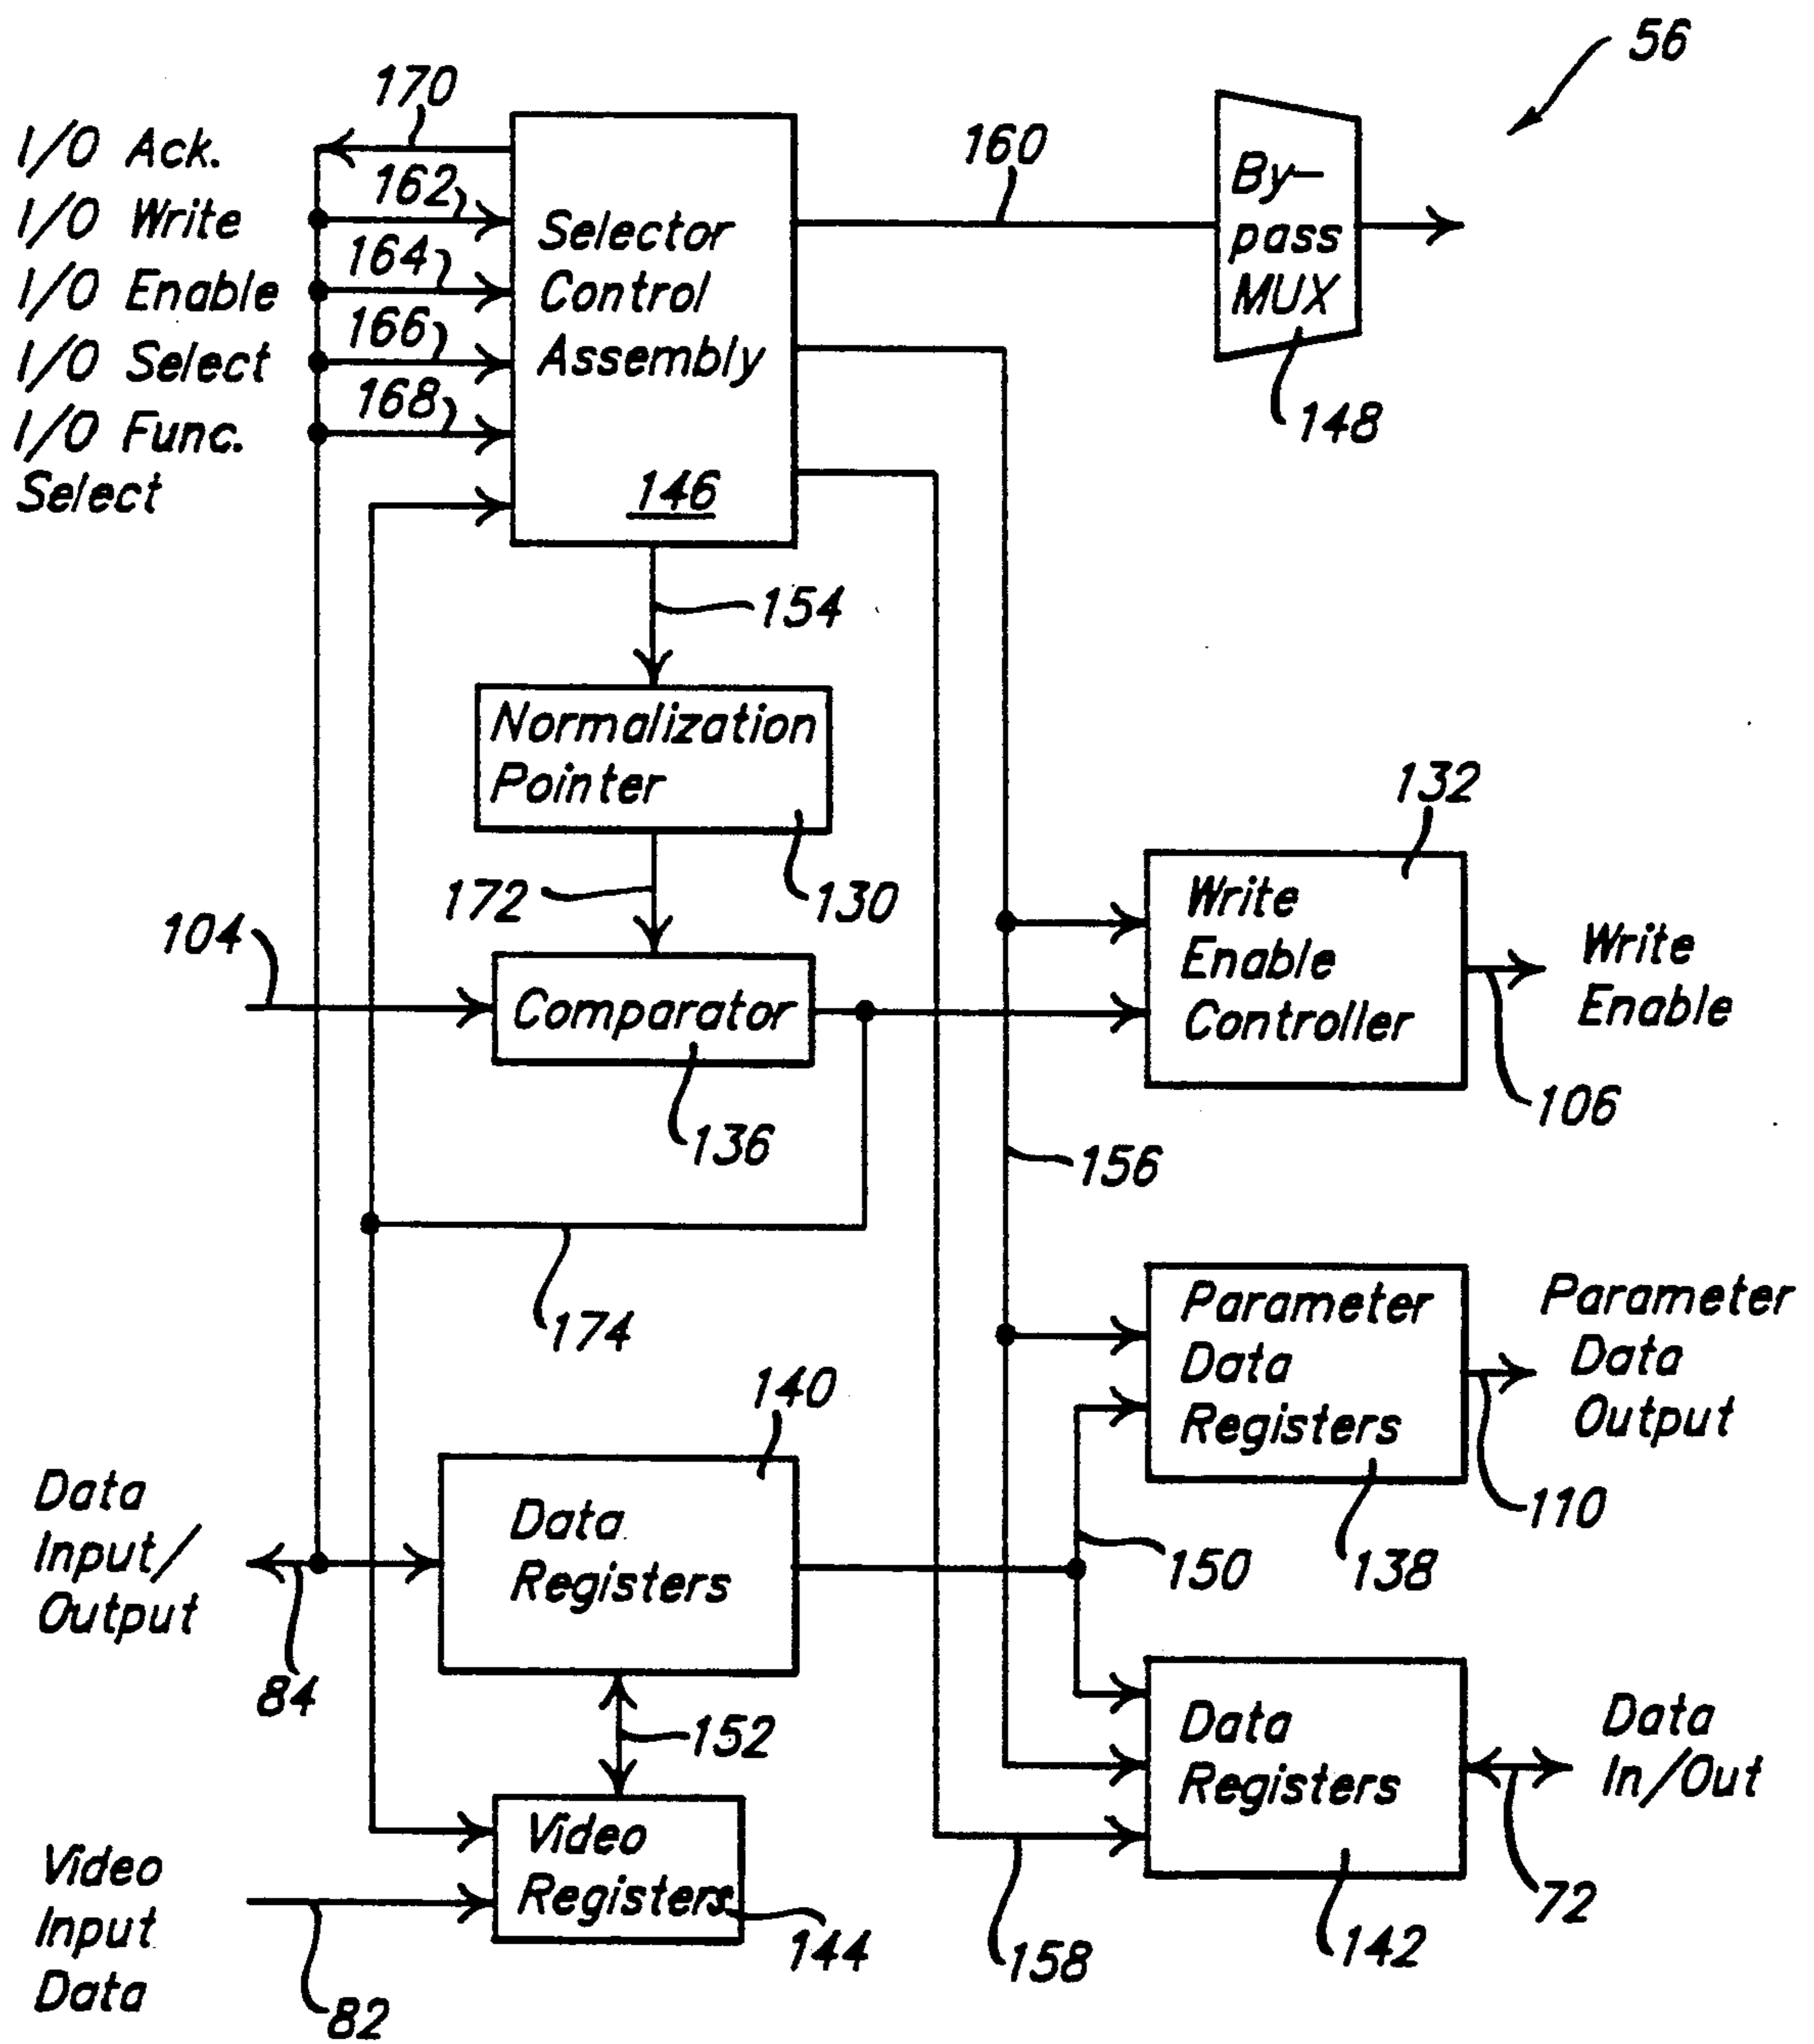 56
170
I/O Ack.
162
I/O Write
164
I/O Enable
166
I/O Select
168
I/O Func.
Select
Selector
Control
Assembly
146
160
By-
pass
MUX
148
154
Normalization
Pointer
130
172
104
Comparator
136
132
Write
Enable
Controller
Write
Enable
106
156
174
Parameter
Data
Registers
138
Parameter
Data
Output
110
140
Data
Registers
Data
Input/
Output
84
150
152
Data
Registers
142
Data
In/Out
72
Video
Registers
144
Video
Input
Data
82
158